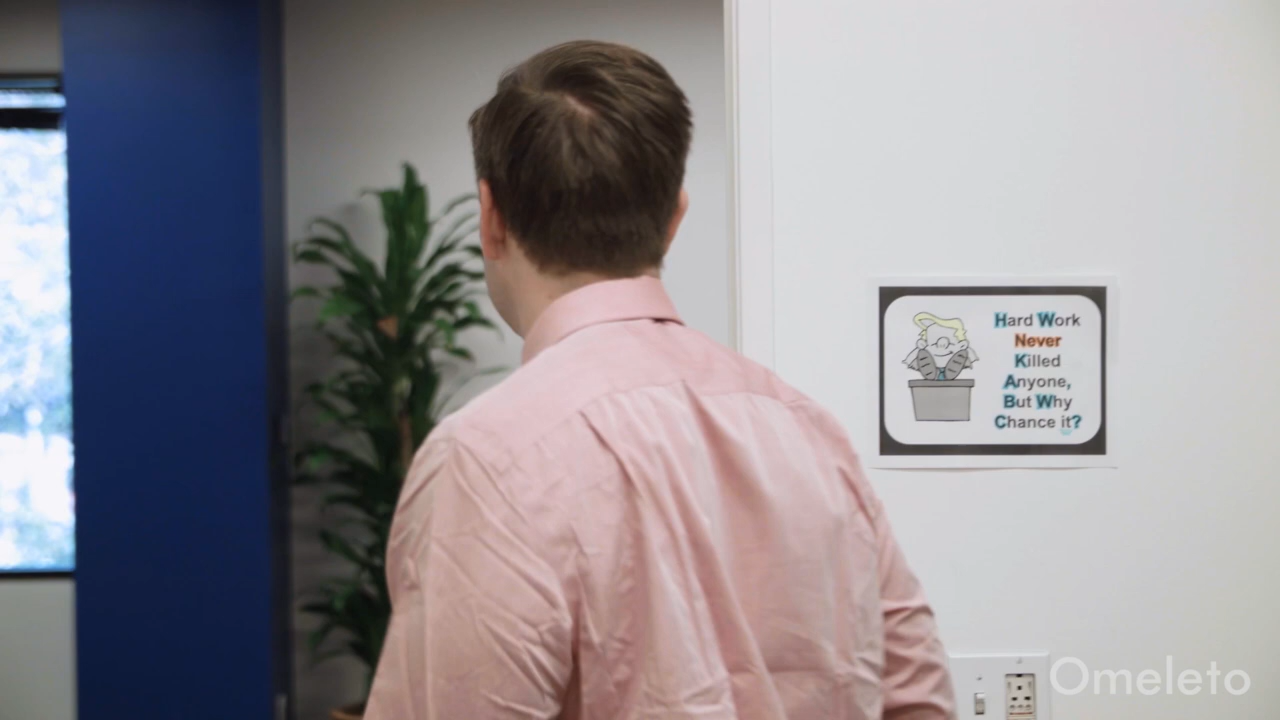 Hard Work
Never
Killed
Anyone,
But Why
Chance it?
Omeleto